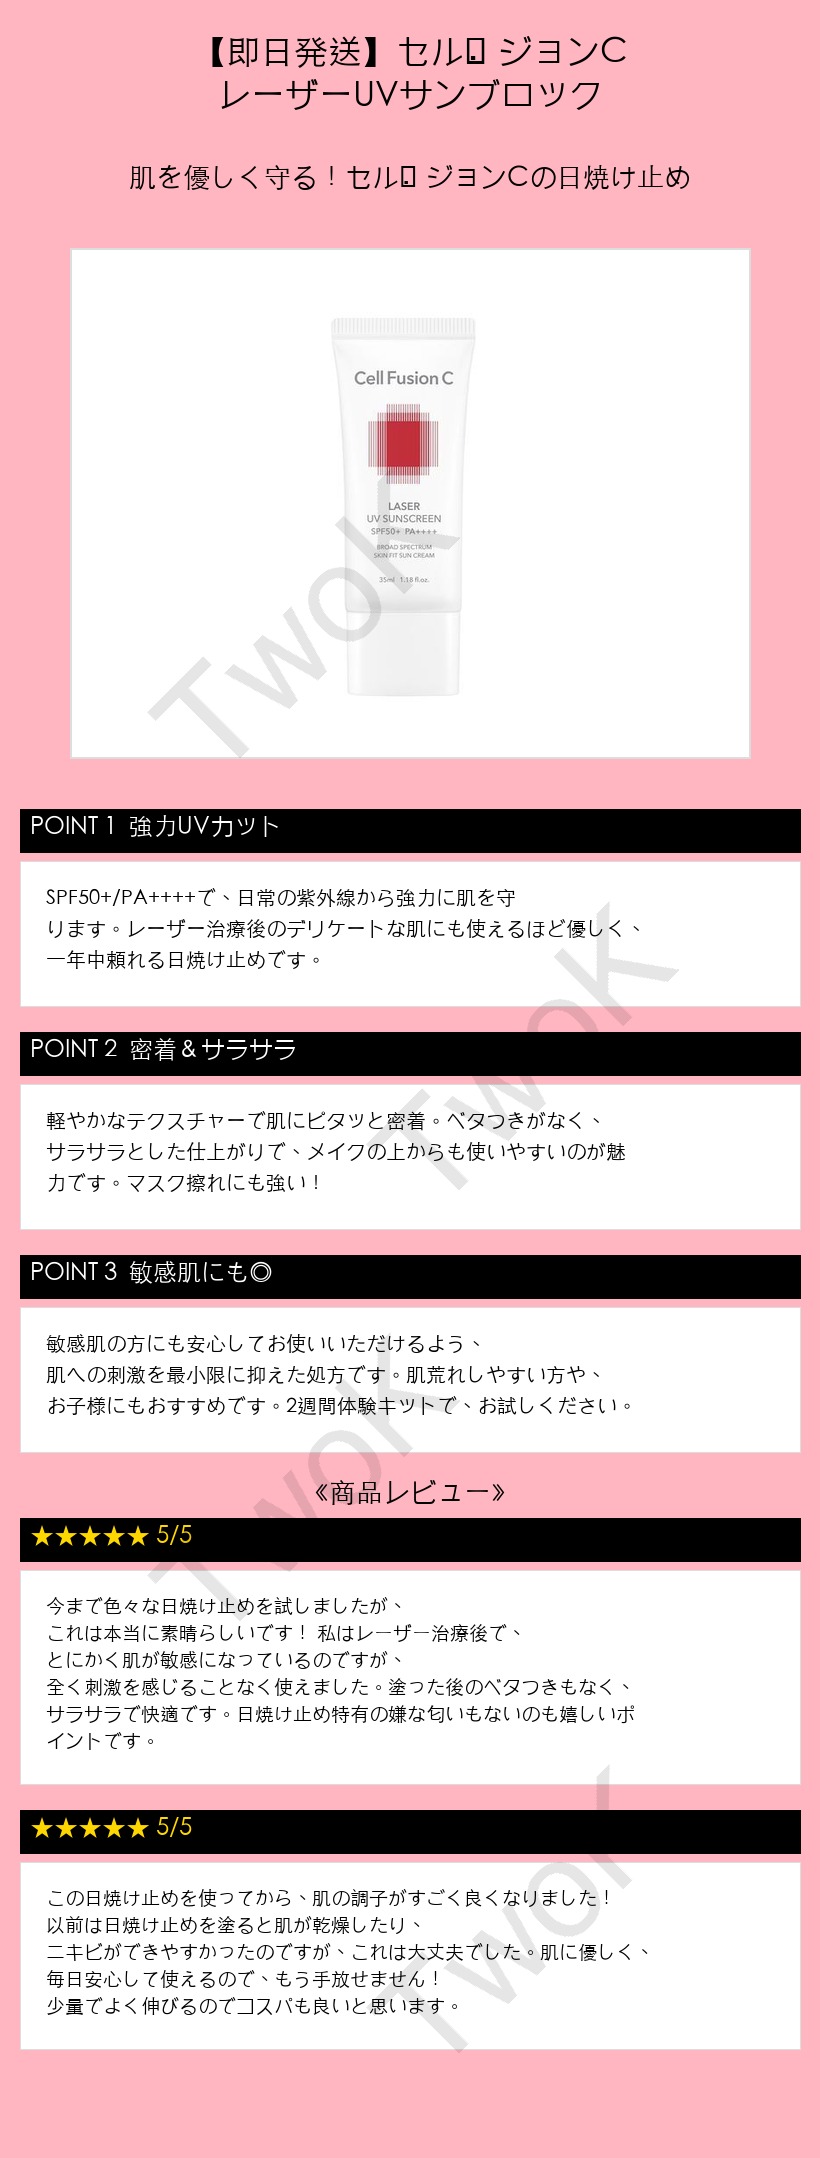 【即日発送】セル▯ ジョンC
レーザーUVサンブロック
肌を優しく守る！セル▯ ジョンCの日焼け止め
Cell Fusion C
LASER
UV SUNSCREEN
SPF50+ PA++++
BROAD SPECTRUM
SKIN FIT SUN CREAM
35ml · 1.18 fl.oz.
TwoK
POINT 1 強力UVカット
SPF50+/PA++++で、日常の紫外線から強力に肌を守
ります。レーザー治療後のデリケートな肌にも使えるほど優しく、
一年中頼れる日焼け止めです。
TwoK
POINT 2 密着＆サラサラ
軽やかなテクスチャーで肌にピタッと密着。ベタつきがなく、
サラサラとした仕上がりで、メイクの上からも使いやすいのが魅
力です。マスク擦れにも強い！
POINT 3 敏感肌にも◎
敏感肌の方にも安心してお使いいただけるよう、
肌への刺激を最小限に抑えた処方です。肌荒れしやすい方や、
お子様にもおすすめです。2週間体験キットで、お試しください。
TwoK
《商品レビュー》
★★★★★ 5/5
今まで色々な日焼け止めを試しましたが、
これは本当に素晴らしいです！ 私はレーザー治療後で、
とにかく肌が敏感になっているのですが、
全く刺激を感じることなく使えました。塗った後のベタつきもなく、
サラサラで快適です。日焼け止め特有の嫌な匂いもないのも嬉しいポ
イントです。
★★★★★ 5/5
この日焼け止めを使ってから、肌の調子がすごく良くなりました！
以前は日焼け止めを塗ると肌が乾燥したり、
ニキビができやすかったのですが、これは大丈夫でした。肌に優しく、
毎日安心して使えるので、もう手放せません！
少量でよく伸びるのでコスパも良いと思います。
TwoK